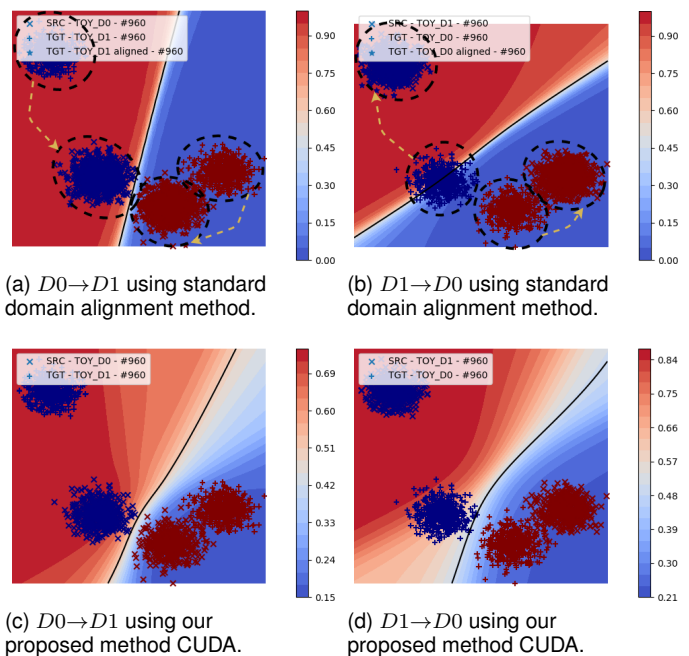 SRC - TOY_D0 - #960
TGT - TOY_D1 - #960
TGT - TOY_D1 aligned - #960
0.90
0.75
0.60
0.45
0.30
0.15
0.00
SRC - TOY_D1 - #960
TGT - TOY_D0 - #960
TGT - TOY_D0 aligned - #960
0.90
0.75
0.60
0.45
0.30
0.15
0.00
(a) D0→D1 using standard
domain alignment method.
(b) D1→D0 using standard
domain alignment method.
SRC - TOY_D0 - #960
TGT - TOY_D1 - #960
0.69
0.60
0.51
0.42
0.33
0.24
0.15
SRC - TOY_D1 - #960
TGT - TOY_D0 - #960
0.84
0.75
0.66
0.57
0.48
0.39
0.30
0.21
(c) D0→D1 using our
proposed method CUDA.
(d) D1→D0 using our
proposed method CUDA.